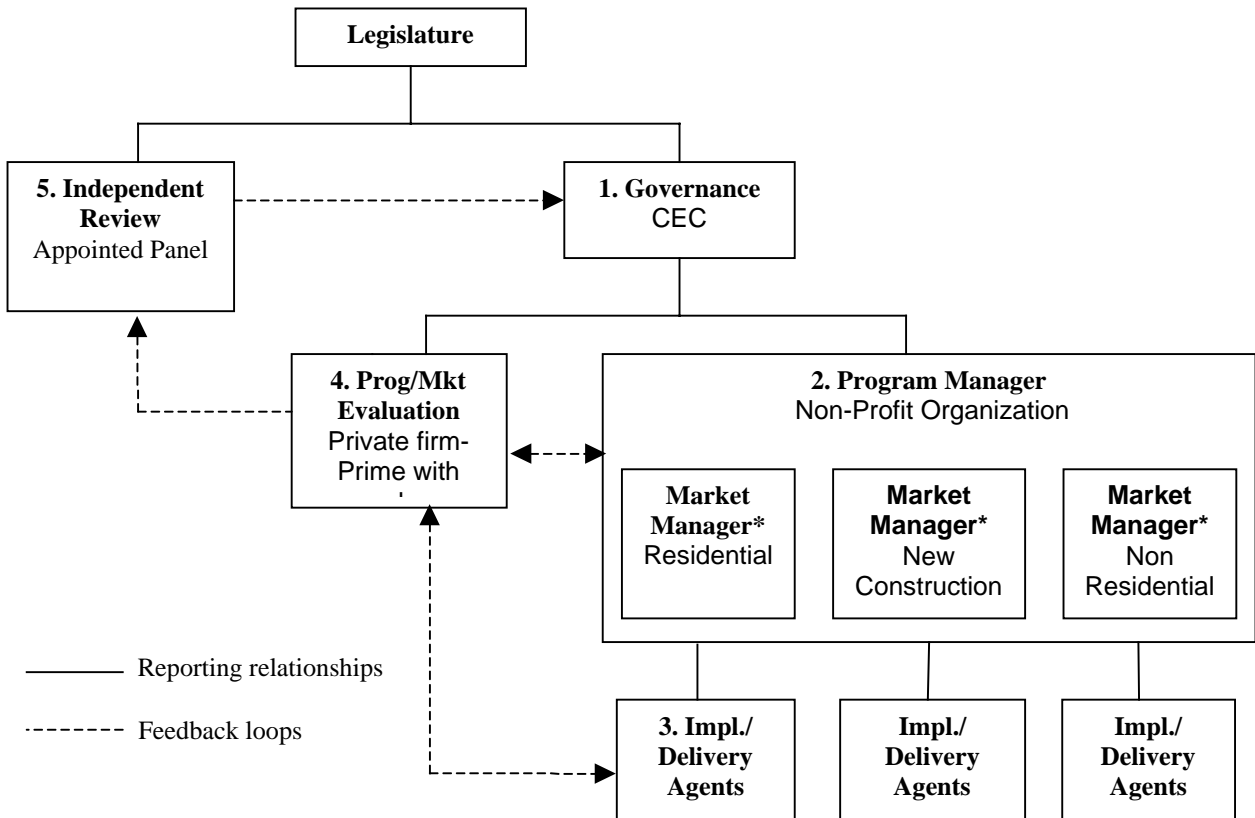 Legislature
5. Independent
Review
Appointed Panel
1. Governance
CEC
4. Prog/Mkt
Evaluation
Private firm-
Prime with
2. Program Manager
Non-Profit Organization
Market
Manager*
Residential
Market
Manager*
New
Construction
Market
Manager*
Non
Residential
Reporting relationships
Feedback loops
3. Impl./
Delivery
Agents
Impl./
Delivery
Agents
Impl./
Delivery
Agents